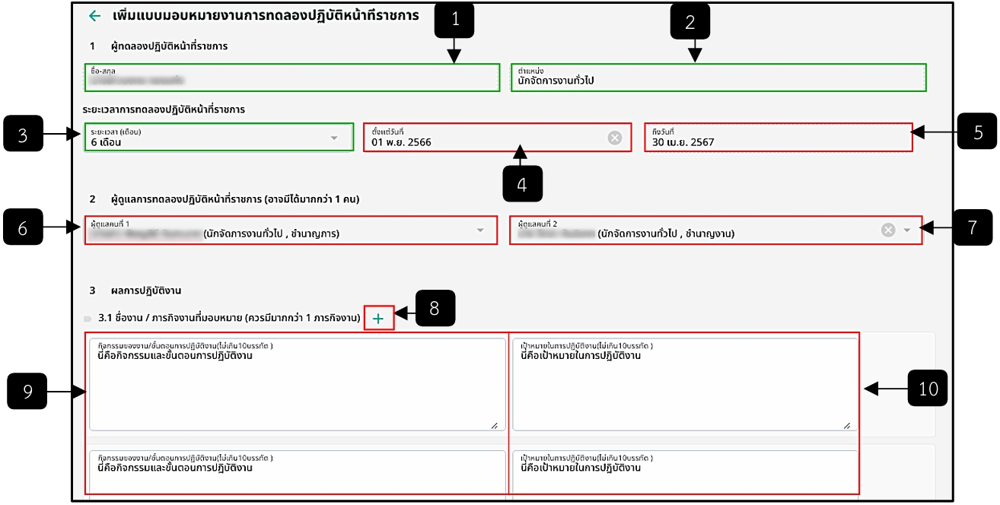 เพิ่มแบบมอบหมายงานการทดลองปฏิบัติหน้าที่ราชการ
1
2
1 ผู้ทดลองปฏิบัติหน้าที่ราชการ
ชื่อ-สกุล
ตำแหน่ง
นักจัดการงานทั่วไป
ระยะเวลาการทดลองปฏิบัติหน้าที่ราชการ
3
ระยะเวลา (เดือน)
6 เดือน
ตั้งแต่วันที่
01 พ.ย. 2566
ถึงวันที่
30 เม.ย. 2567
5
4
2 ผู้ดูแลการทดลองปฏิบัติหน้าที่ราชการ (อาจมีได้มากกว่า 1 คน)
6
ผู้ดูแลคนที่ 1
(นักจัดการงานทั่วไป , ชำนาญการ)
ผู้ดูแลคนที่ 2
(นักจัดการงานทั่วไป , ชำนาญงาน)
7
3 ผลการปฏิบัติงาน
3.1 ชื่องาน / ภารกิจงานที่มอบหมาย (ควรมีมากกว่า 1 ภารกิจงาน)
8
กิจกรรมของงาน/ขั้นตอนการปฏิบัติงาน(ไม่เกิน10บรรทัด )
นี่คือกิจกรรมและขั้นตอนการปฏิบัติงาน
เป้าหมายในการปฏิบัติงาน(ไม่เกิน10บรรทัด )
นี่คือเป้าหมายในการปฏิบัติงาน
9
10
กิจกรรมของงาน/ขั้นตอนการปฏิบัติงาน(ไม่เกิน10บรรทัด )
นี่คือกิจกรรมและขั้นตอนการปฏิบัติงาน
เป้าหมายในการปฏิบัติงาน(ไม่เกิน10บรรทัด )
นี่คือเป้าหมายในการปฏิบัติงาน